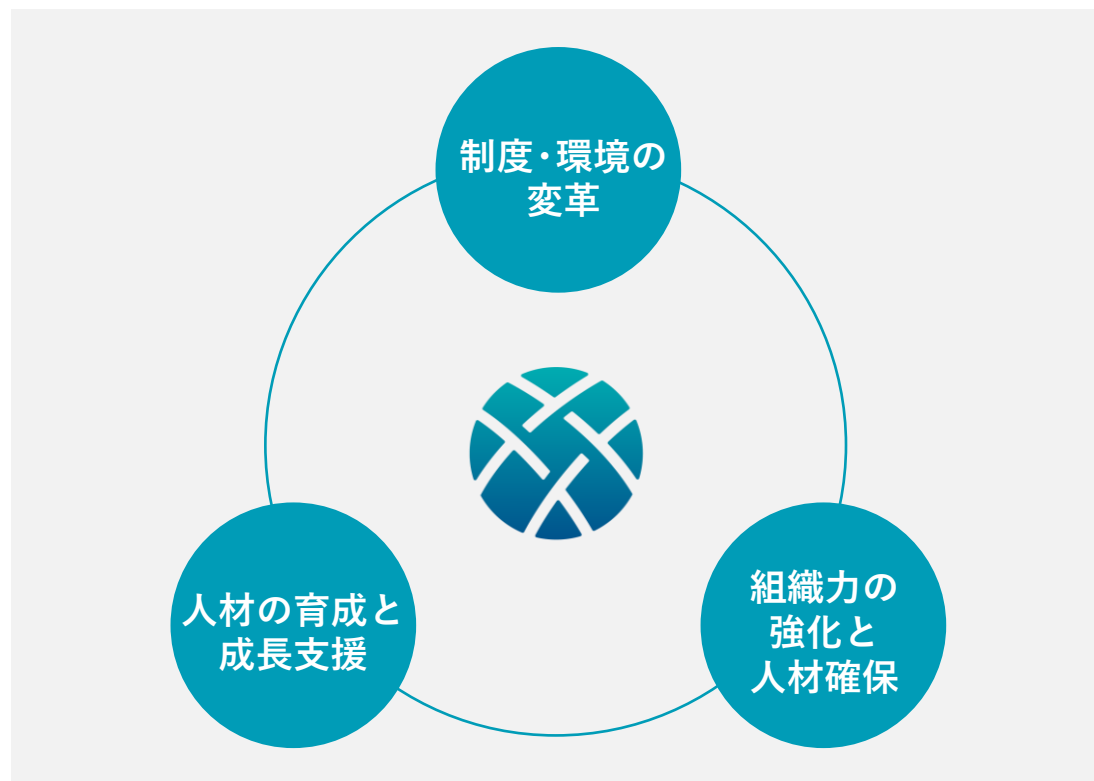 制度・環境の
変革
人材の育成と
成長支援
組織力の
強化と
人材確保